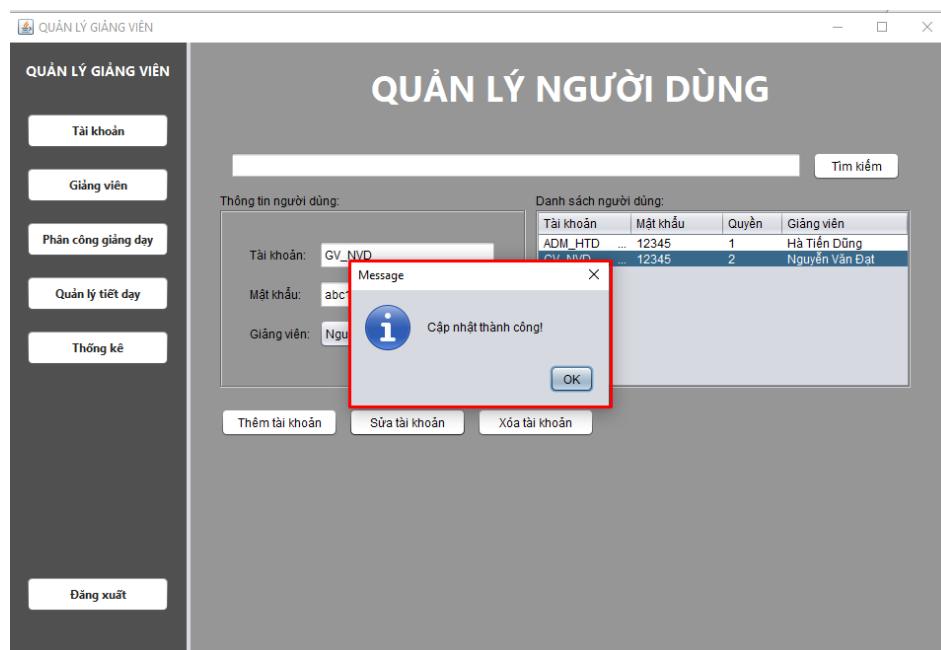 QUẢN LÝ GIẢNG VIÊN
QUẢN LÝ GIẢNG VIÊN
Tài khoản
Giảng viên
Phân công giảng dạy
Quản lý tiết dạy
Thống kê
Đăng xuất
QUẢN LÝ NGƯỜI DÙNG
Tìm kiếm
Thông tin người dùng:
Tài khoản: GV_NVD
Mật khẩu:
Giảng viên:
Danh sách người dùng:
Tài khoản Mật khẩu Quyền Giảng viên
ADM_HTD ... 12345 1 Hà Tiến Dũng
GV_NVD ... 12345 2 Nguyễn Văn Đạt
Message
Cập nhật thành công!
OK
Thêm tài khoản Sửa tài khoản Xóa tài khoản